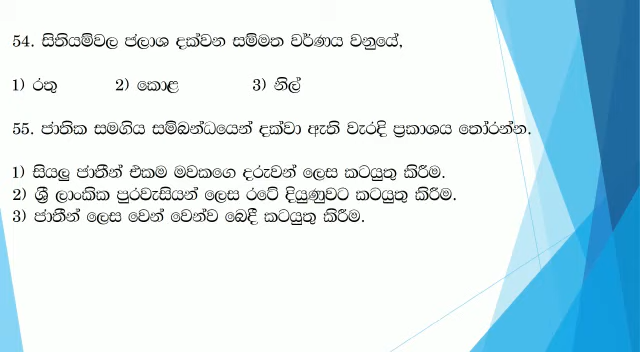 54. සිතියම්වල ජලාශ දක්වන සම්මත වර්ණය වනුයේ,
1) රතු 2) කොළ 3) නිල්
55. ජාතික සමගිය සම්බන්ධයෙන් දක්වා ඇති වැරදි ප්‍රකාශය තෝරන්න.
1) සියලු ජාතීන් එකම මවකගෙ දරුවන් ලෙස කටයුතු කිරීම.
2) ශ්‍රී ලාංකික පුරවැසියන් ලෙස රටේ දියුණුවට කටයුතු කිරීම.
3) ජාතීන් ලෙස වෙන් වෙන්ව බෙදී කටයුතු කිරීම.